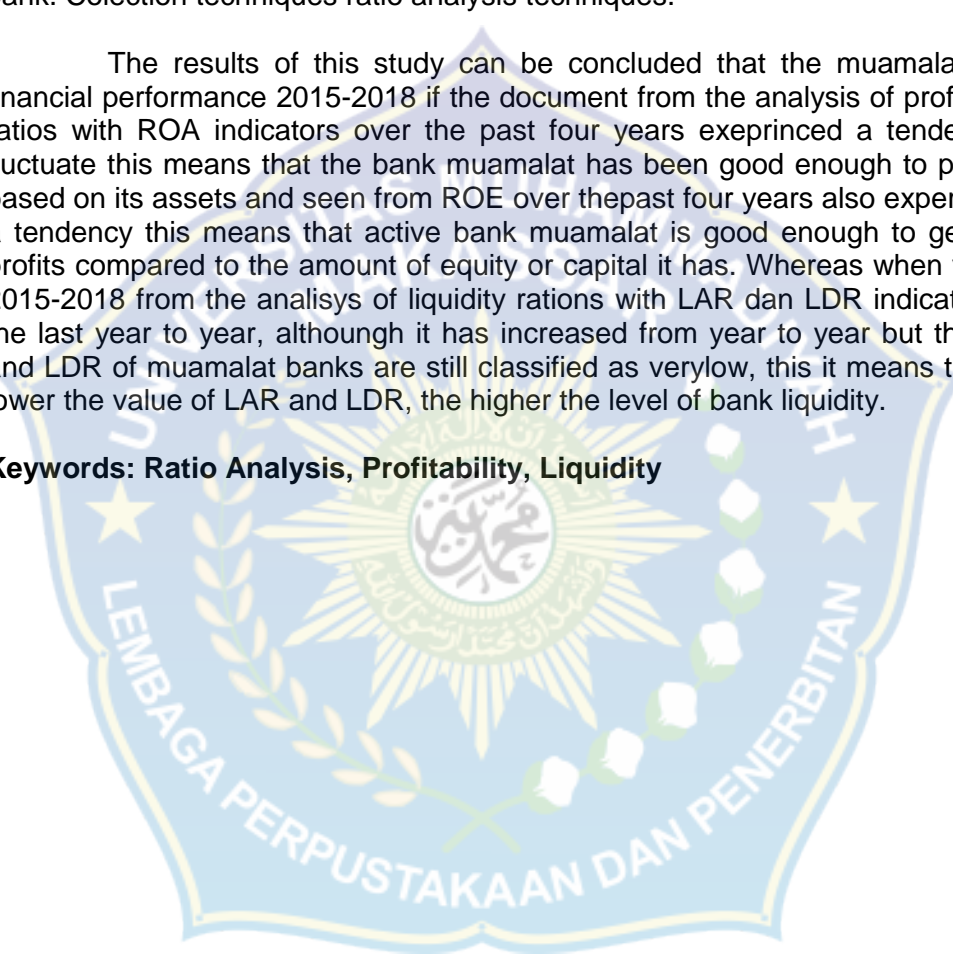 bank. Colection techniques ratio analysis techniques.
The results of this study can be concluded that the muamala
financial performance 2015-2018 if the document from the analysis of prof
ratios with ROA indicators over the past four years exeprinced a tende
fluctuate this means that the bank muamalat has been good enough to p
based on its assets and seen from ROE over thepast four years also exper
a tendency this means that active bank muamalat is good enough to ge
profits compared to the amount of equity or capital it has. Whereas when
2015-2018 from the analisys of liquidity rations with LAR dan LDR indicat
the last year to year, although it has increased from year to year but th
and LDR of muamalat banks are still classified as verylow, this it means t
lower the value of LAR and LDR, the higher the level of bank liquidity.
Keywords: Ratio Analysis, Profitability, Liquidity
UNIVERSITAS MUHAMMADIYAH
MAKASSAR
LEMBAGA PERPUSTAKAAN DAN PENERBITAN